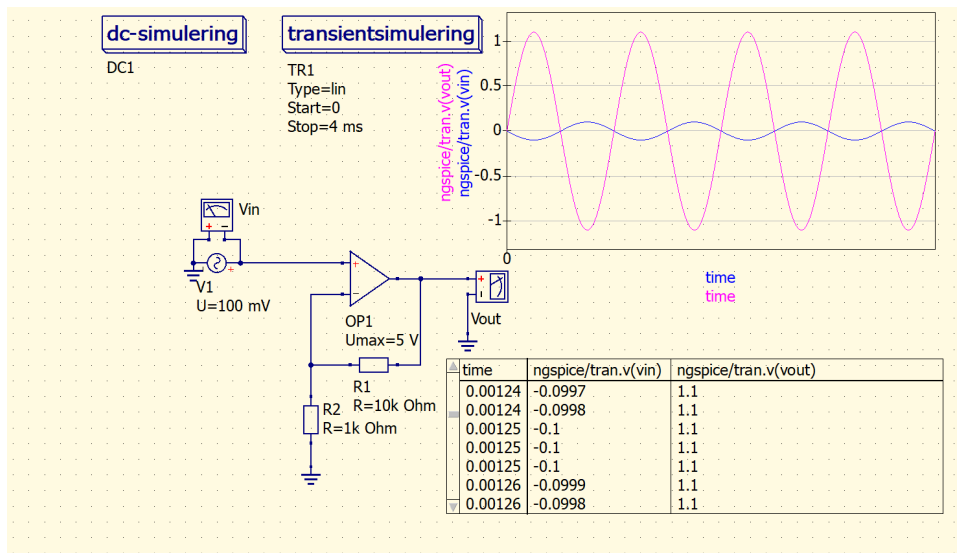 dc-simulering
DC1
transientsimulering
TR1
Type=lin
Start=0
Stop=4 ms
ngspice/tran.v(vout)
ngspice/tran.v(vin)
1
0.5
0
-0.5
-1
0
time
time
Vin
+ −
+
V1
U=100 mV
+
−
OP1
Umax=5 V
+
Vout
R1
R=10k Ohm
R2
R=1k Ohm
time ngspice/tran.v(vin) ngspice/tran.v(vout)
0.00124 -0.0997 1.1
0.00124 -0.0998 1.1
0.00125 -0.1 1.1
0.00125 -0.1 1.1
0.00125 -0.1 1.1
0.00126 -0.0999 1.1
0.00126 -0.0998 1.1